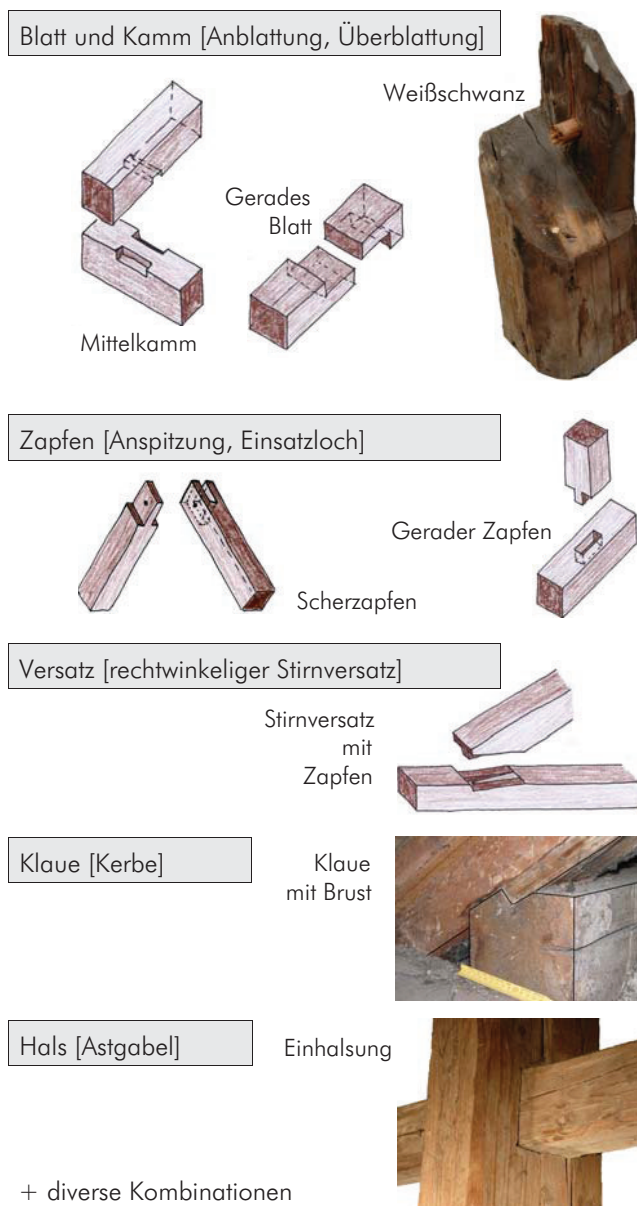 Blatt und Kamm [Anblattung, Überblattung]
Weißschwanz
Gerades
Blatt
Mittelkamm
Zapfen [Anspitzung, Einsatzloch]
Gerader Zapfen
Scherzapfen
Versatz [rechtwinkeliger Stirnversatz]
Stirnversatz
mit
Zapfen
Klaue [Kerbe]
Klaue
mit Brust
Hals [Astgabel]
Einhalsung
+ diverse Kombinationen